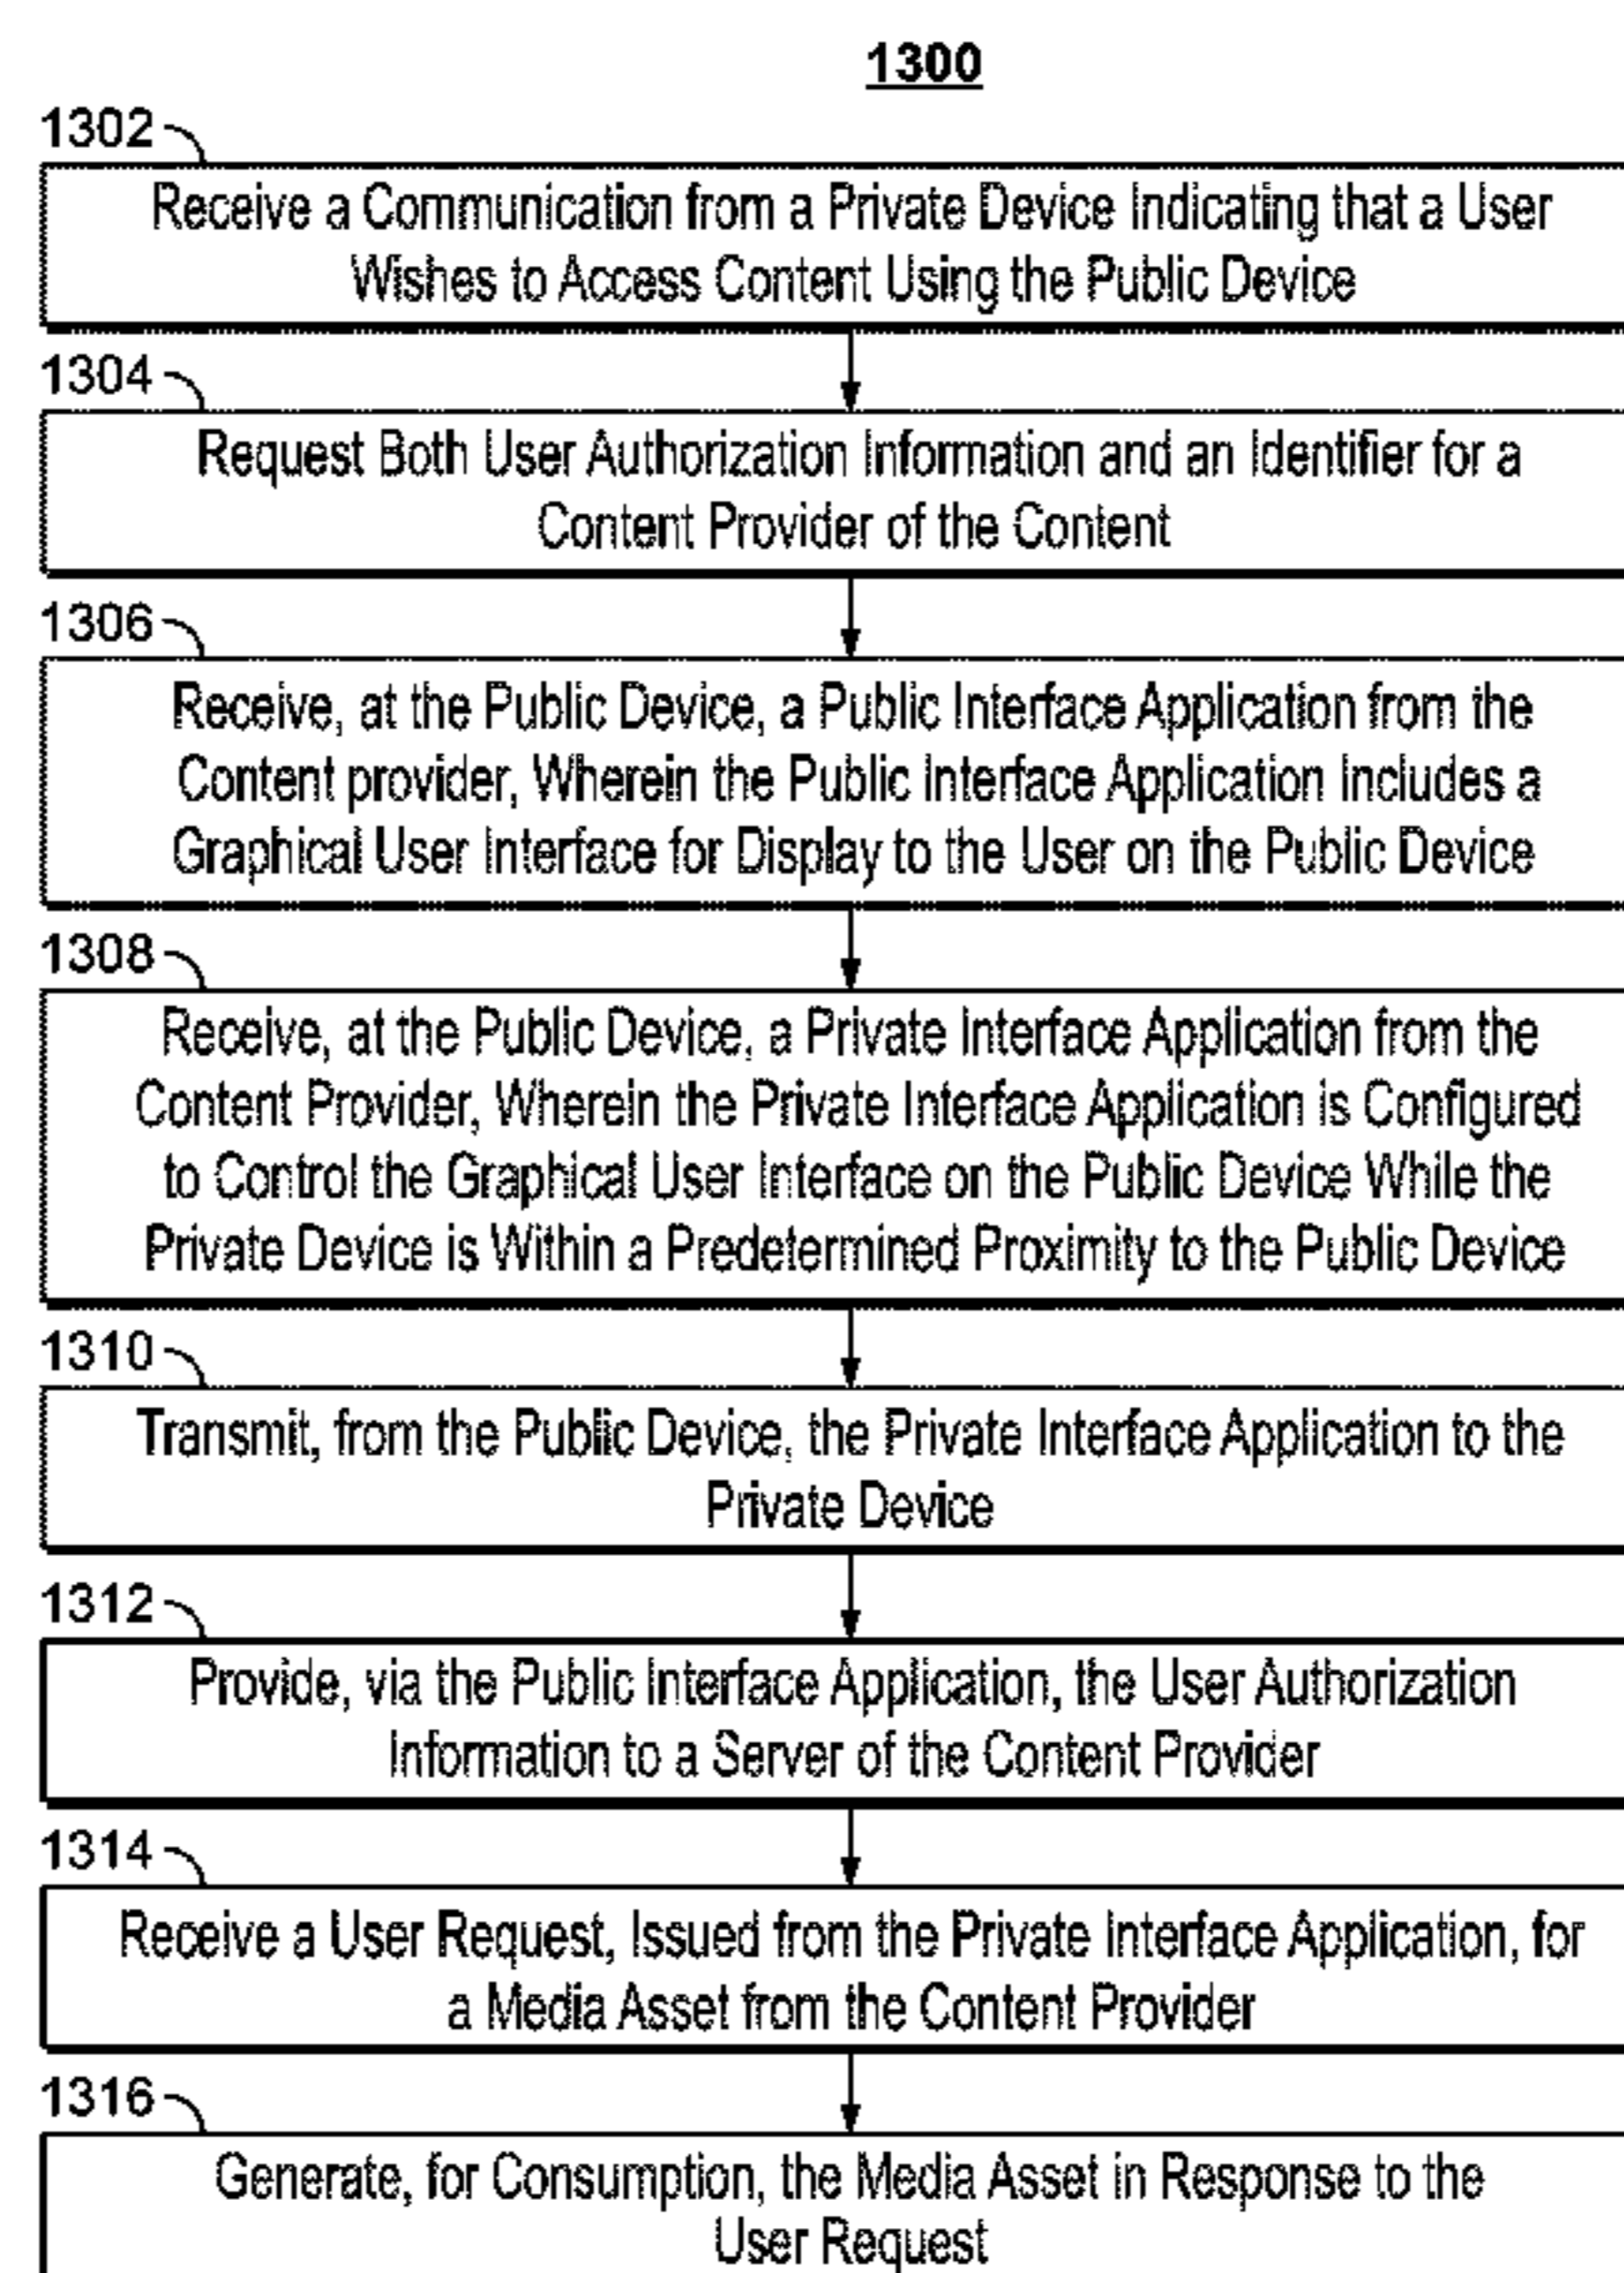 1300
1302
Receive a Communication from a Private Device Indicating that a User
Wishes to Access Content Using the Public Device
1304
Request Both User Authorization Information and an Identifier for a
Content Provider of the Content
1306
Receive, at the Public Device, a Public Interface Application from the
Content provider, Wherein the Public Interface Application Includes a
Graphical User Interface for Display to the User on the Public Device
1308
Receive, at the Public Device, a Private Interface Application from the
Content Provider, Wherein the Private Interface Application is Configured
to Control the Graphical User Interface on the Public Device While the
Private Device is Within a Predetermined Proximity to the Public Device
1310
Transmit, from the Public Device, the Private Interface Application to the
Private Device
1312
Provide, via the Public Interface Application, the User Authorization
Information to a Server of the Content Provider
1314
Receive a User Request, Issued from the Private Interface Application, for
a Media Asset from the Content Provider
1316
Generate, for Consumption, the Media Asset in Response to the
User Request